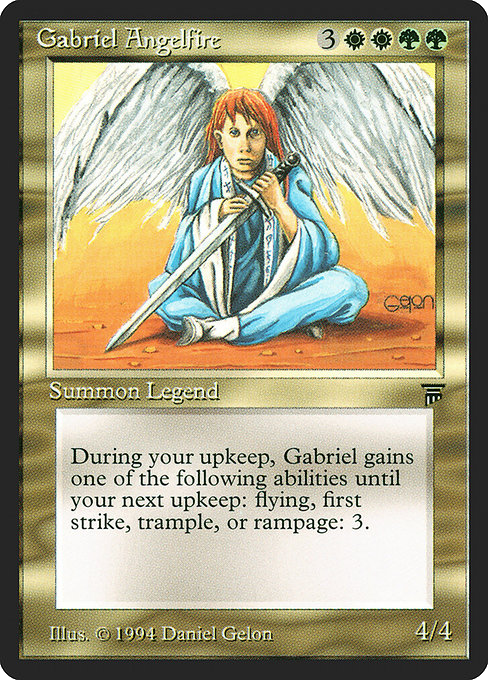 Gabriel Angelfire 3
Gelon
Summon Legend
During your upkeep, Gabriel gains
one of the following abilities until
your next upkeep: flying, first
strike, trample, or rampage: 3.
Illus. © 1994 Daniel Gelon 4/4